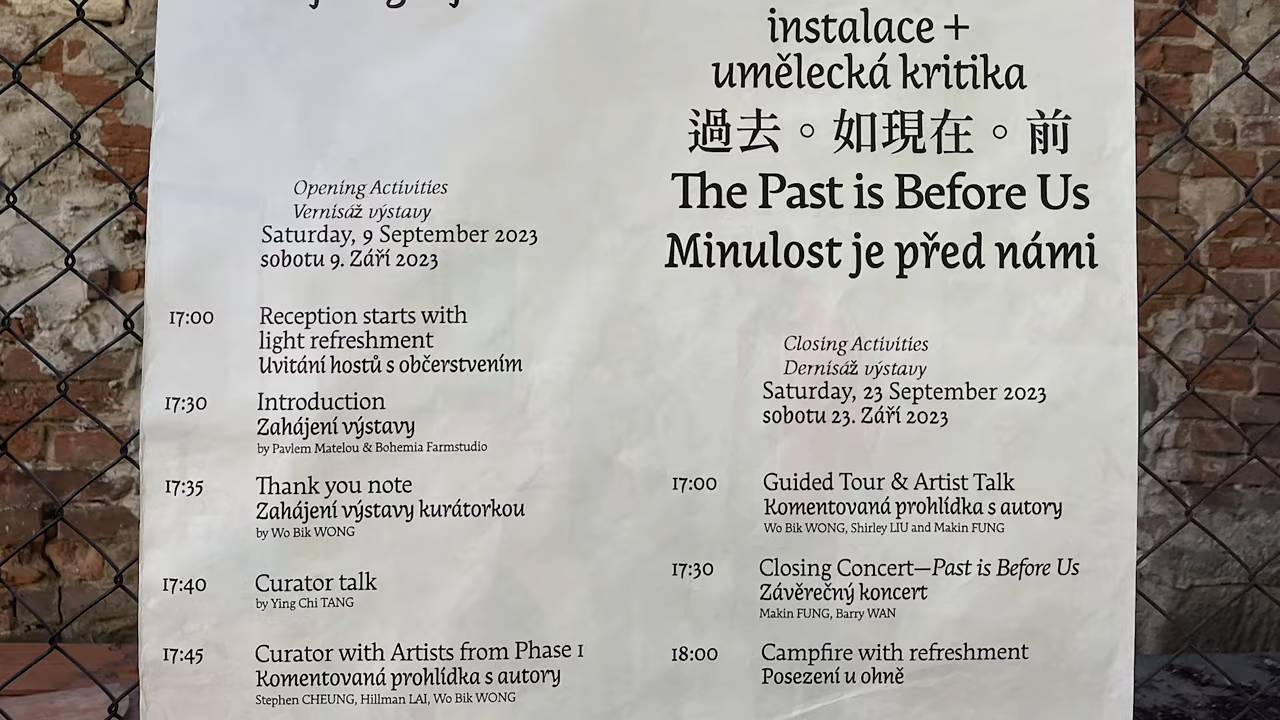 instalace +
umělecká kritika
過去。如現在。前
The Past is Before Us
Minulost je před námi
Opening Activities
Vernisáž výstavy
Saturday, 9 September 2023
sobotu 9. Září 2023
17:00 Reception starts with
light refreshment
Uvitání hostů s občerstvením
17:30 Introduction
Zahájení výstavy
by Pavlem Matelou & Bohemia Farmstudio
17:35 Thank you note
Zahájení výstavy kurátorkou
by Wo Bik WONG
17:40 Curator talk
by Ying Chi TANG
17:45 Curator with Artists from Phase 1
Komentovaná prohlídka s autory
Stephen CHEUNG, Hillman LAI, Wo Bik WONG
Closing Activities
Dernisáž výstavy
Saturday, 23 September 2023
sobotu 23. Září 2023
17:00 Guided Tour & Artist Talk
Komentovaná prohlídka s autory
Wo Bik WONG, Shirley LIU and Makin FUNG
17:30 Closing Concert—Past is Before Us
Závěrečný koncert
Makin FUNG, Barry WAN
18:00 Campfire with refreshment
Posezení u ohně